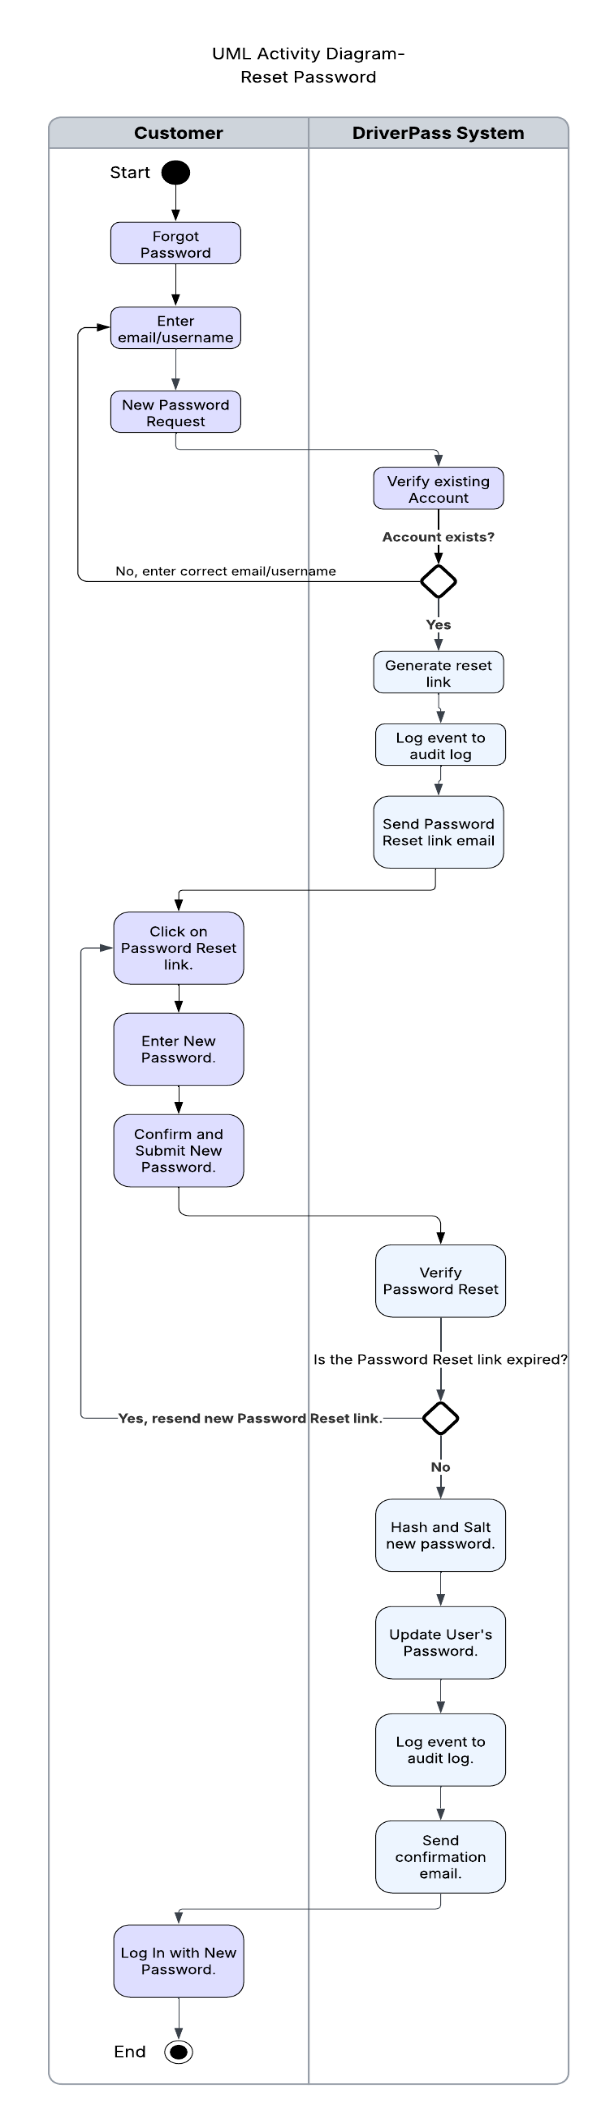 UML Activity Diagram-
Reset Password
Customer
DriverPass System
Start
Forgot
Password
Enter
email/username
New Password
Request
Verify existing
Account
Account exists?
No, enter correct email/username
Yes
Generate reset
link
Log event to
audit log
Send Password
Reset link email
Click on
Password Reset
link.
Enter New
Password.
Confirm and
Submit New
Password.
Verify
Password Reset
Is the Password Reset link expired?
Yes, resend new Password Reset link.
No
Hash and Salt
new password.
Update User's
Password.
Log event to
audit log.
Send
confirmation
email.
Log In with New
Password.
End